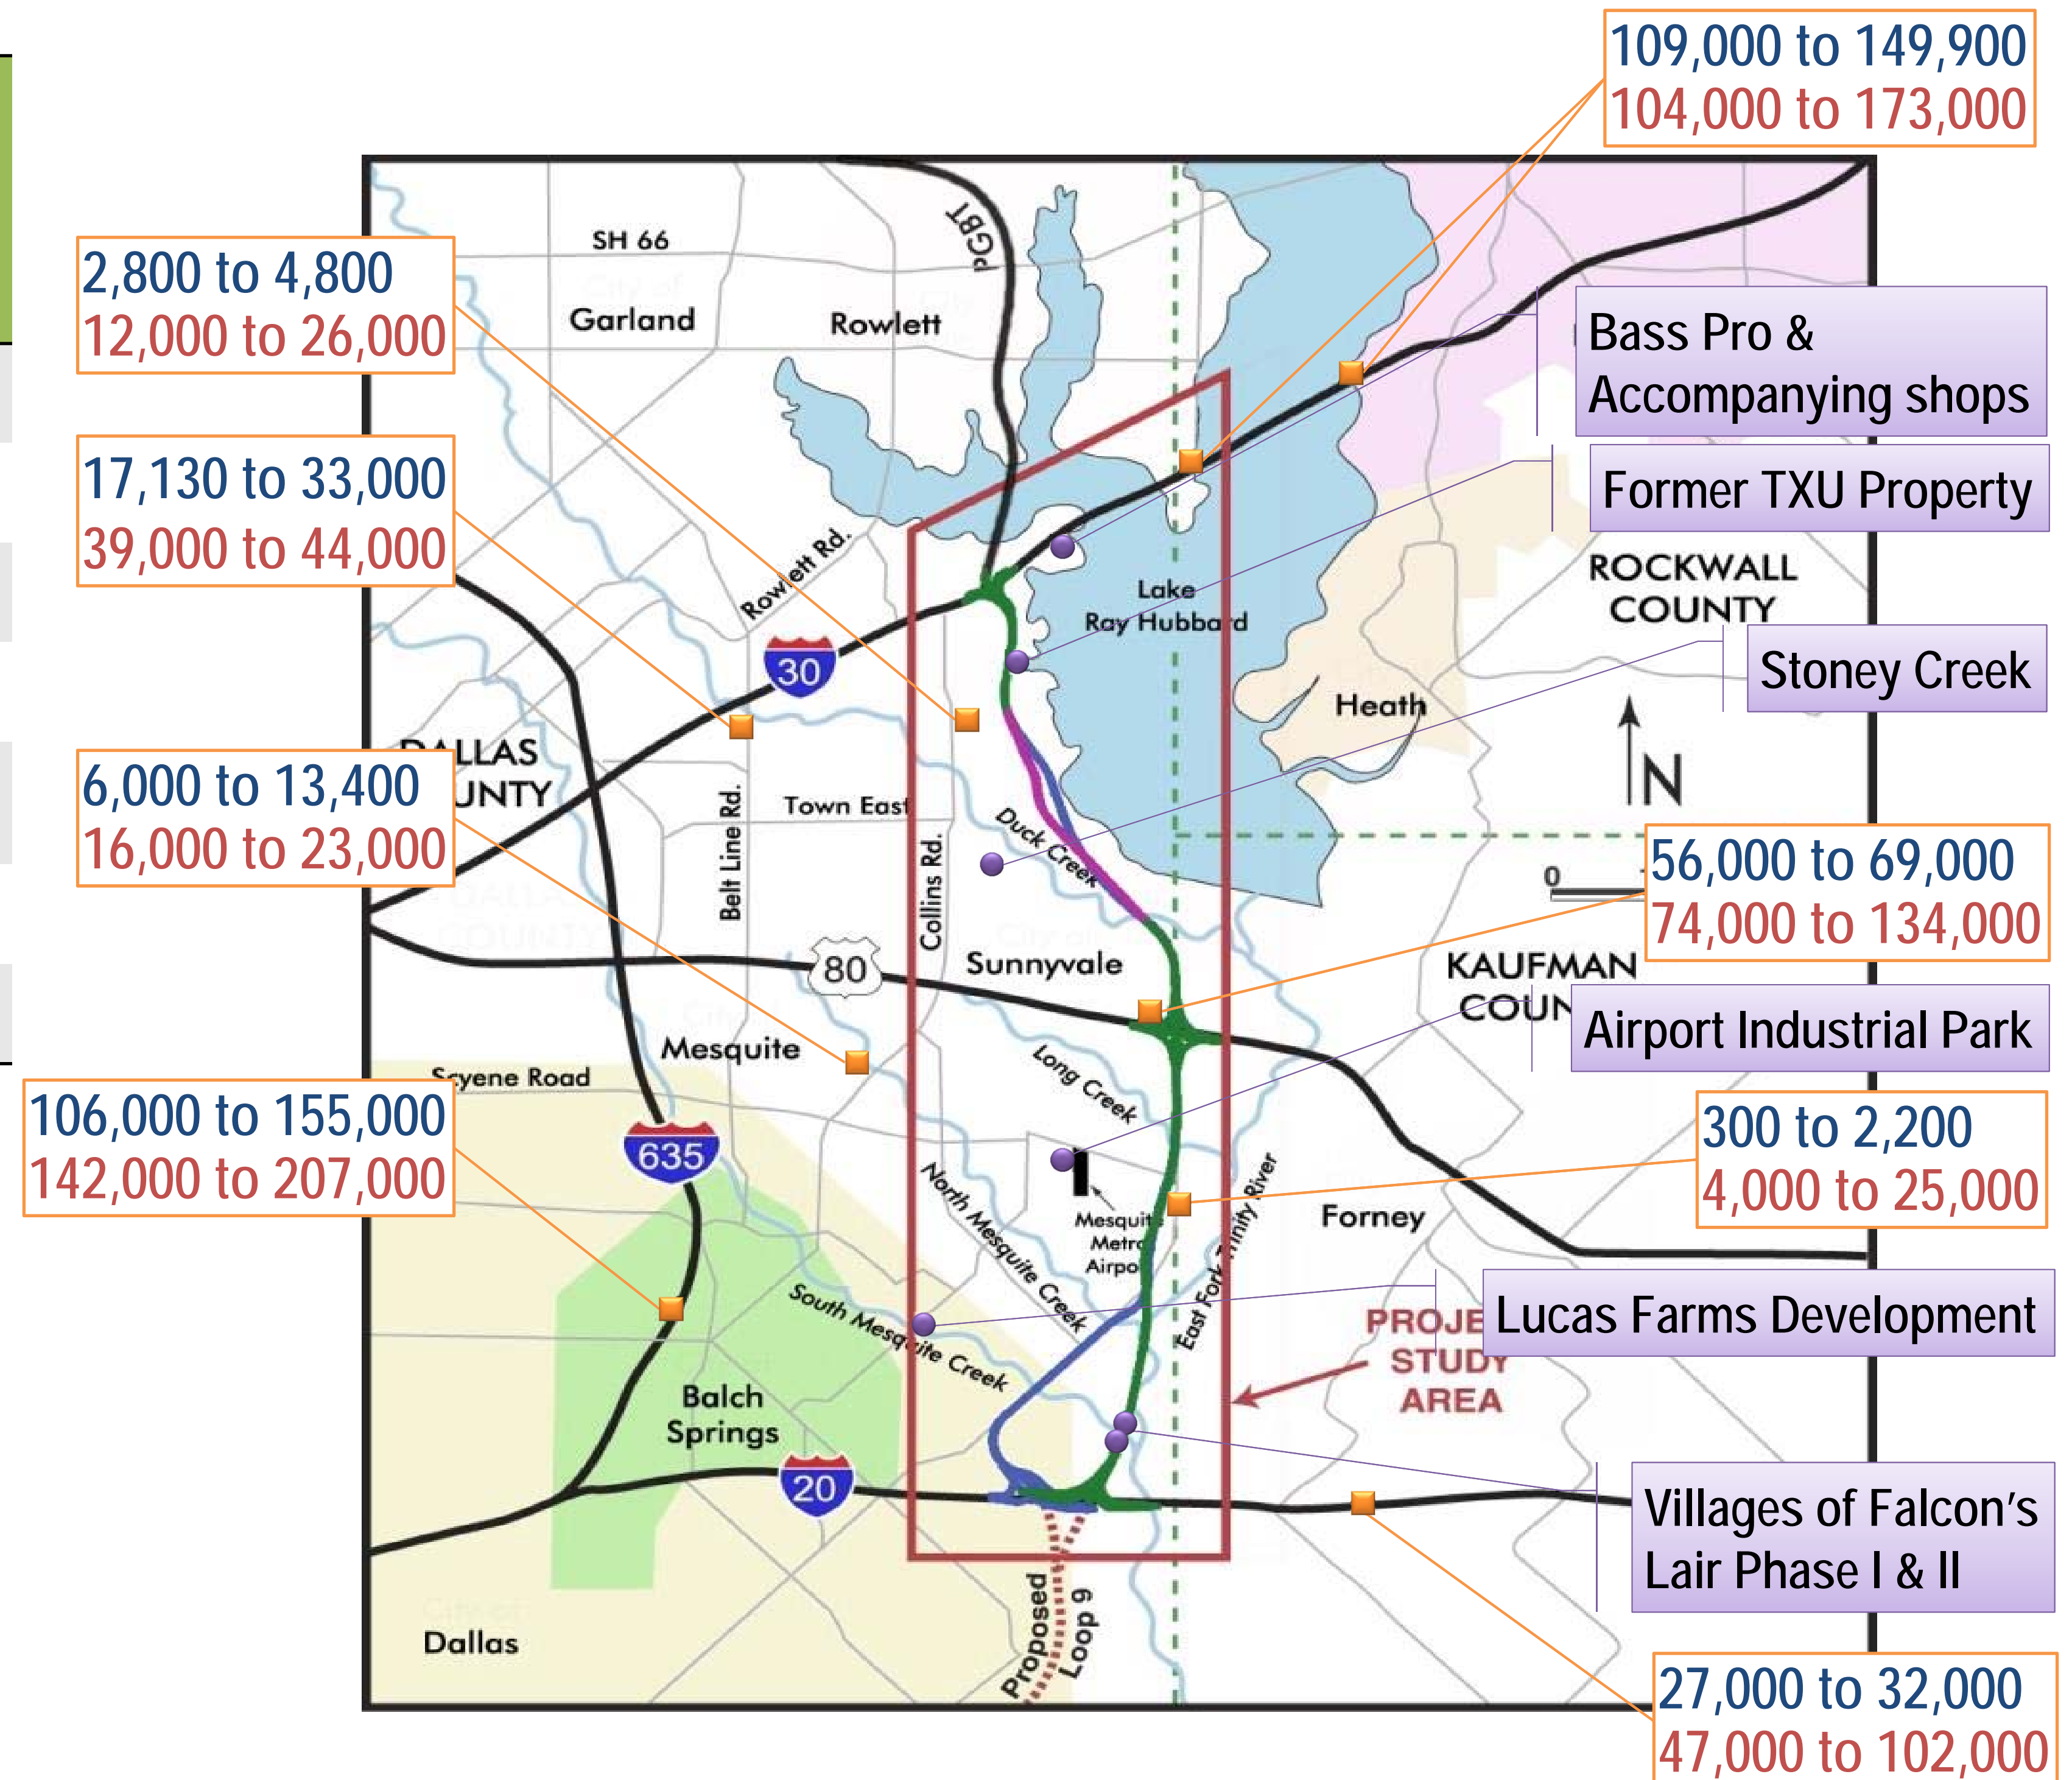 109,000 to 149,900
104,000 to 173,000
PGBT
SH 66
2,800 to 4,800
12,000 to 26,000
Garland
Rowlett
Bass Pro &
Accompanying shops
17,130 to 33,000
39,000 to 44,000
Former TXU Property
Rowlett Rd.
Lake
Ray Hubbard
ROCKWALL
COUNTY
30
Stoney Creek
Heath
N
LLAS
UNTY
6,000 to 13,400
16,000 to 23,000
Town East
Belt Line Rd.
Collins Rd.
Duck Creek
0
56,000 to 69,000
74,000 to 134,000
80
Sunnyvale
KAUFMAN
COUN
Mesquite
Airport Industrial Park
Scyene Road
Long Creek
106,000 to 155,000
142,000 to 207,000
635
300 to 2,200
4,000 to 25,000
North Mesquite Creek
Mesquit
Metro
Airpo
East Fork Trinity River
Forney
South Mesquite Creek
Lucas Farms Development
PROJE
STUDY
AREA
Balch
Springs
20
Villages of Falcon's
Lair Phase I & II
Proposed
Loop 9
Dallas
27,000 to 32,000
47,000 to 102,000